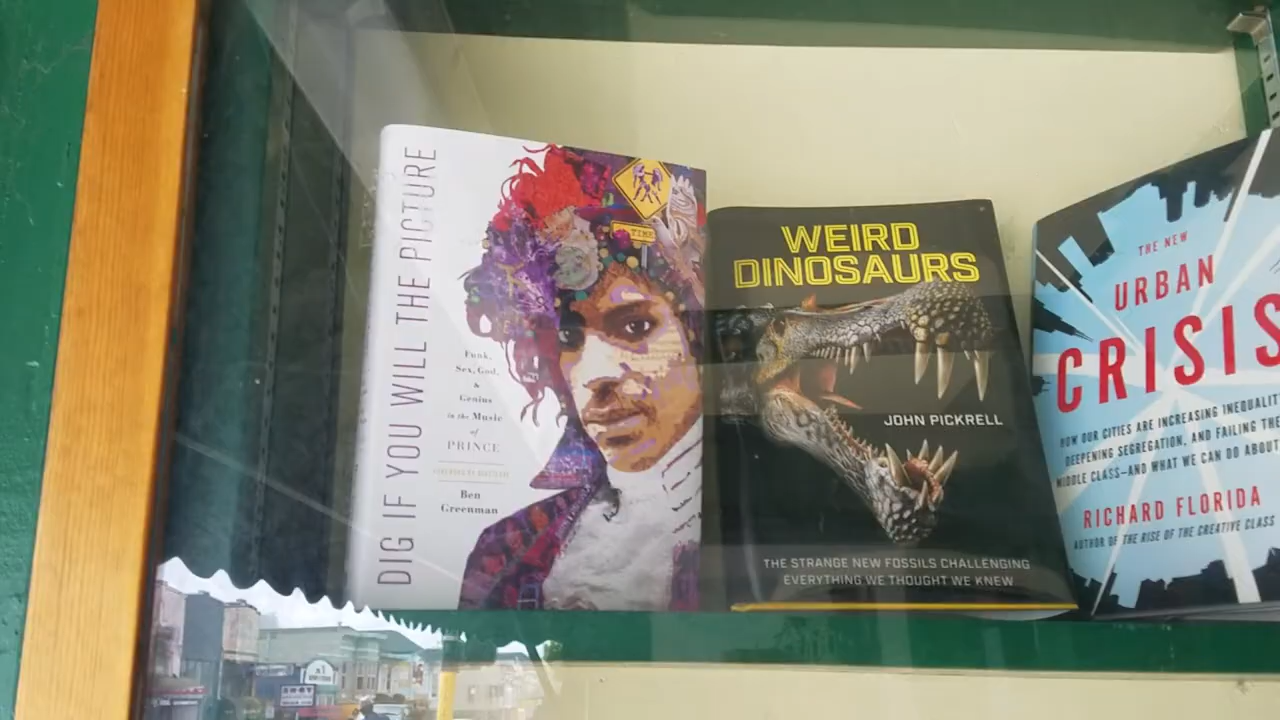 DIG IF YOU WILL THE PICTURE
TIME
Funk,
Sex, God,
&
Genius
in the Music
of
PRINCE
Ben
Greenman
WEIRD
DINOSAURS
JOHN PICKRELL
THE STRANGE NEW FOSSILS CHALLENGING
EVERYTHING WE THOUGHT WE KNEW
THE NEW
URBAN
CRISIS
HOW OUR CITIES ARE INCREASING INEQUALIT
DEEPENING SEGREGATION, AND FAILING THE
MIDDLE CLASS—AND WHAT WE CAN DO ABOUT
RICHARD FLORIDA
AUTHOR OF THE RISE OF THE CREATIVE CLASS